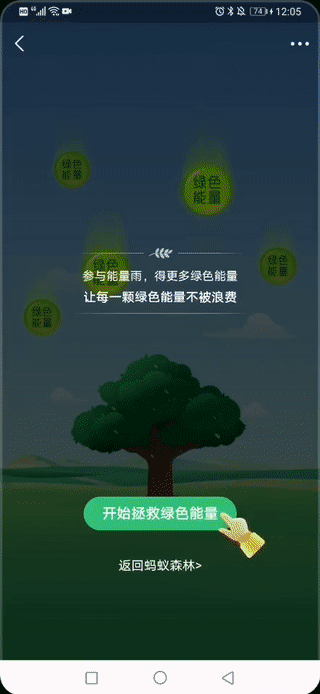 HD 74 12:05
绿色
能量
绿色
能量
绿色
能量
绿色
能量
参与能量雨，得更多绿色能量
让每一颗绿色能量不被浪费
绿色
能量
开始拯救绿色能量
返回蚂蚁森林>